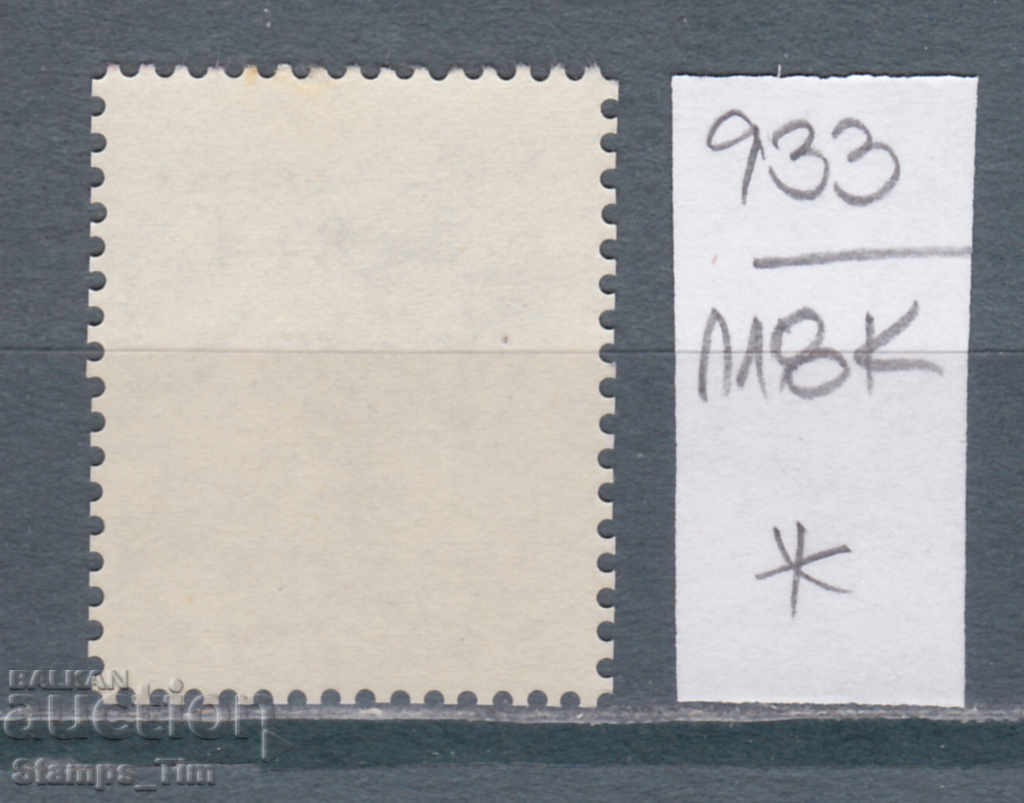 933
118K
*
BALKAN
auction
Stamps_Tim